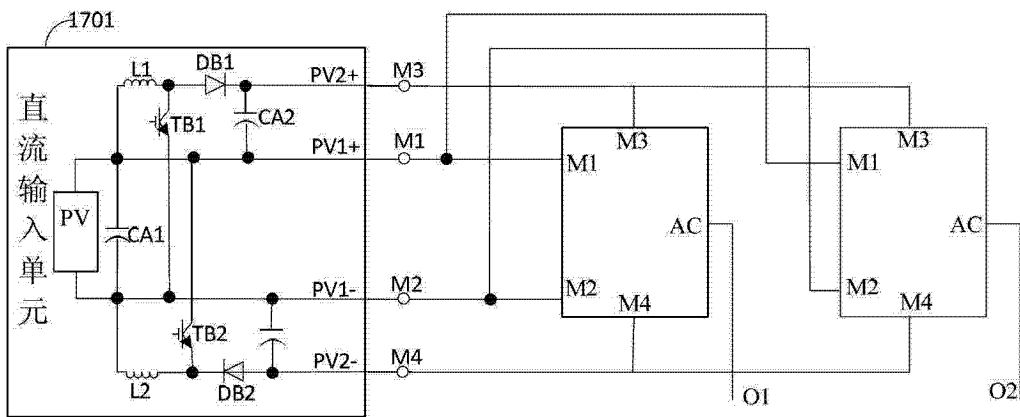 1701
直流输入单元
L1
DB1
PV2+
M3
TB1
CA2
PV1+
M1
PV
CA1
PV1-
M2
TB2
L2
DB2
PV2-
M4
M3
M1
AC
M2
M4
O1
M3
M1
AC
M2
M4
O2